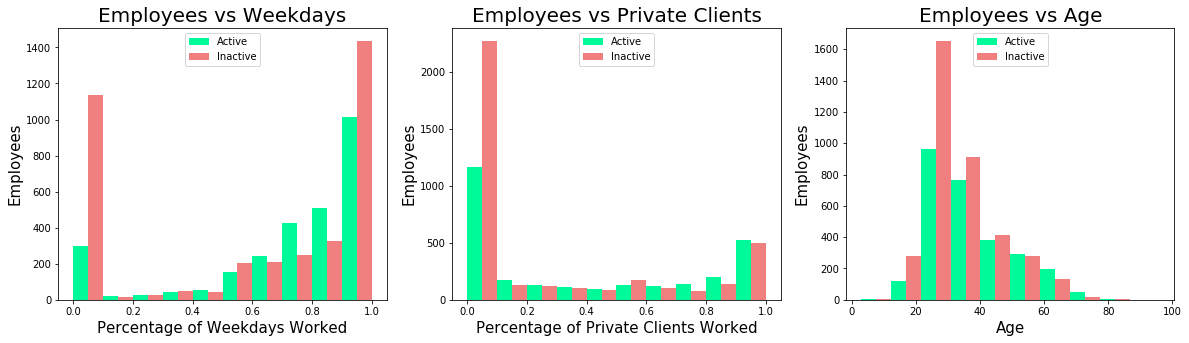 Employees vs Weekdays
Active
Inactive
Employees
1400
1200
1000
800
600
400
200
0
0.0 0.2 0.4 0.6 0.8 1.0
Percentage of Weekdays Worked
Employees vs Private Clients
Active
Inactive
Employees
2000
1500
1000
500
0
0.0 0.2 0.4 0.6 0.8 1.0
Percentage of Private Clients Worked
Employees vs Age
Active
Inactive
Employees
1600
1400
1200
1000
800
600
400
200
0
0 20 40 60 80 100
Age